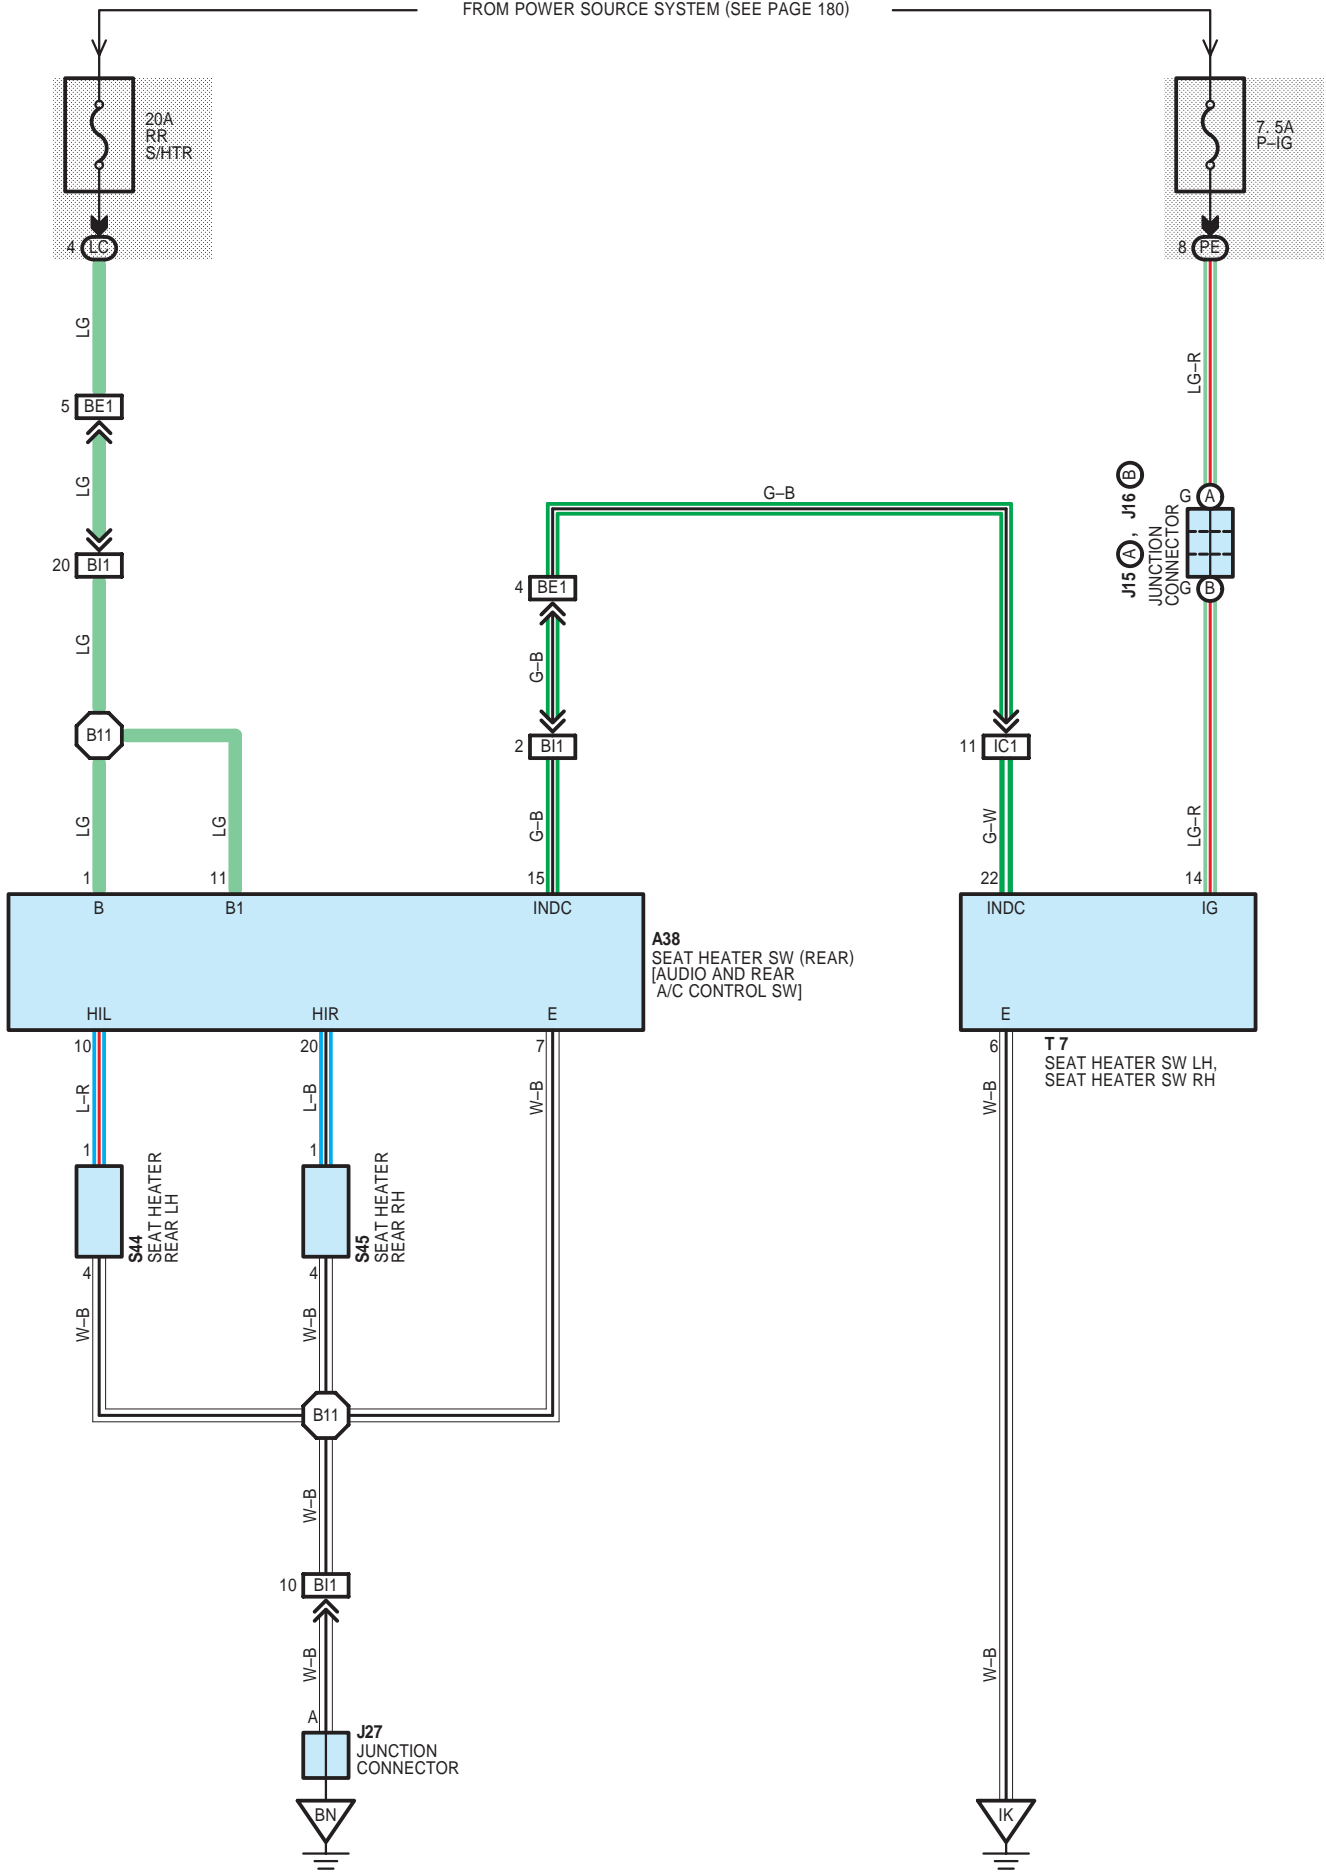 FROM POWER SOURCE SYSTEM (SEE PAGE 180)
20A
RR
S/HTR
7. 5A
P–IG
4 LC
8 PE
LG
LG–R
5 BE1
LG
20 BI1
LG
B11
LG
LG
1
11
G–B
4 BE1
G–B
2 BI1
G–B
15
11 IC1
G–W
22
J15 A , J16 B
JUNCTION
CONNECTOR
G A
G B
LG–R
14
B
B1
INDC
HIL
HIR
E
A38
SEAT HEATER SW (REAR)
[AUDIO AND REAR
A/C CONTROL SW]
INDC
IG
E
T 7
SEAT HEATER SW LH,
SEAT HEATER SW RH
10
20
7
6
L–R
L–B
W–B
W–B
1
1
S44
SEAT HEATER
REAR LH
S45
SEAT HEATER
REAR RH
4
4
W–B
W–B
B11
W–B
10 BI1
W–B
W–B
A
J27
JUNCTION
CONNECTOR
BN
IK